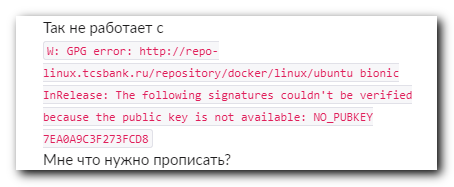 Так не работает с
W: GPG error: http://repo-
linux.tcsbank.ru/repository/docker/linux/ubuntu bionic
InRelease: The following signatures couldn't be verified
because the public key is not available: NO_PUBKEY
7EA0A9C3F273FCD8
Мне что нужно прописать?